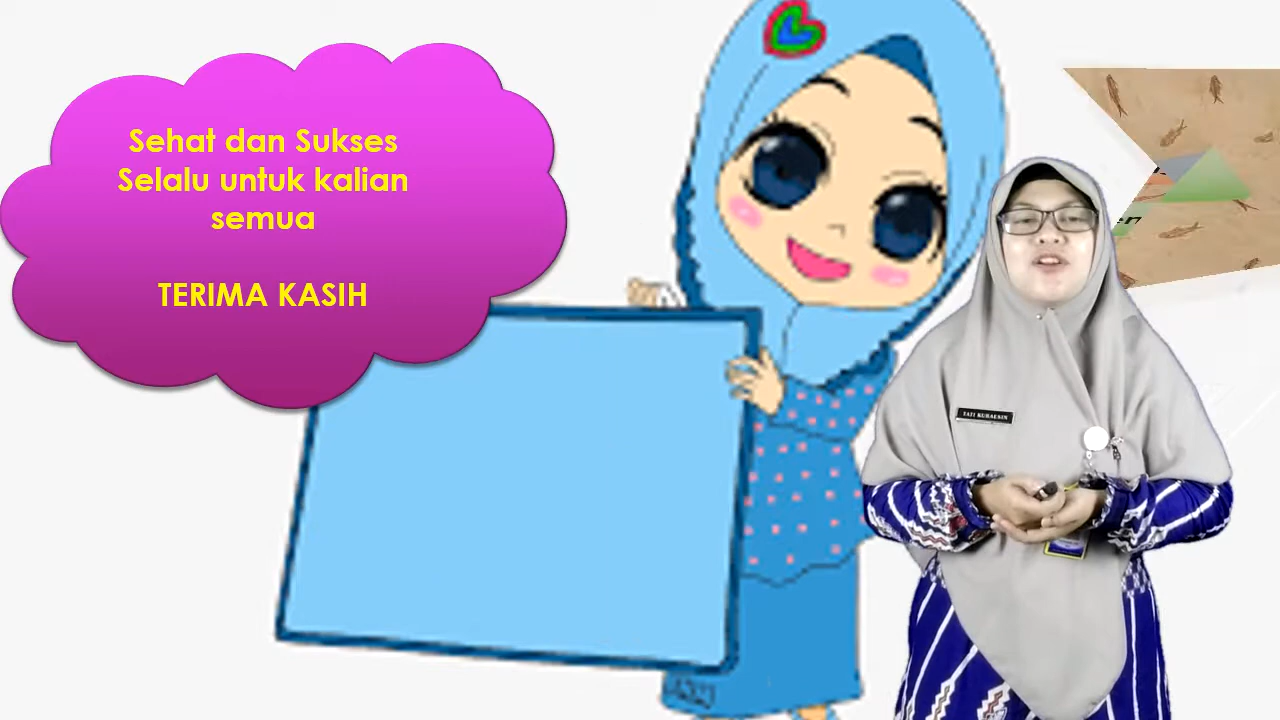 Sehat dan Sukses
Selalu untuk kalian
semua
TERIMA KASIH